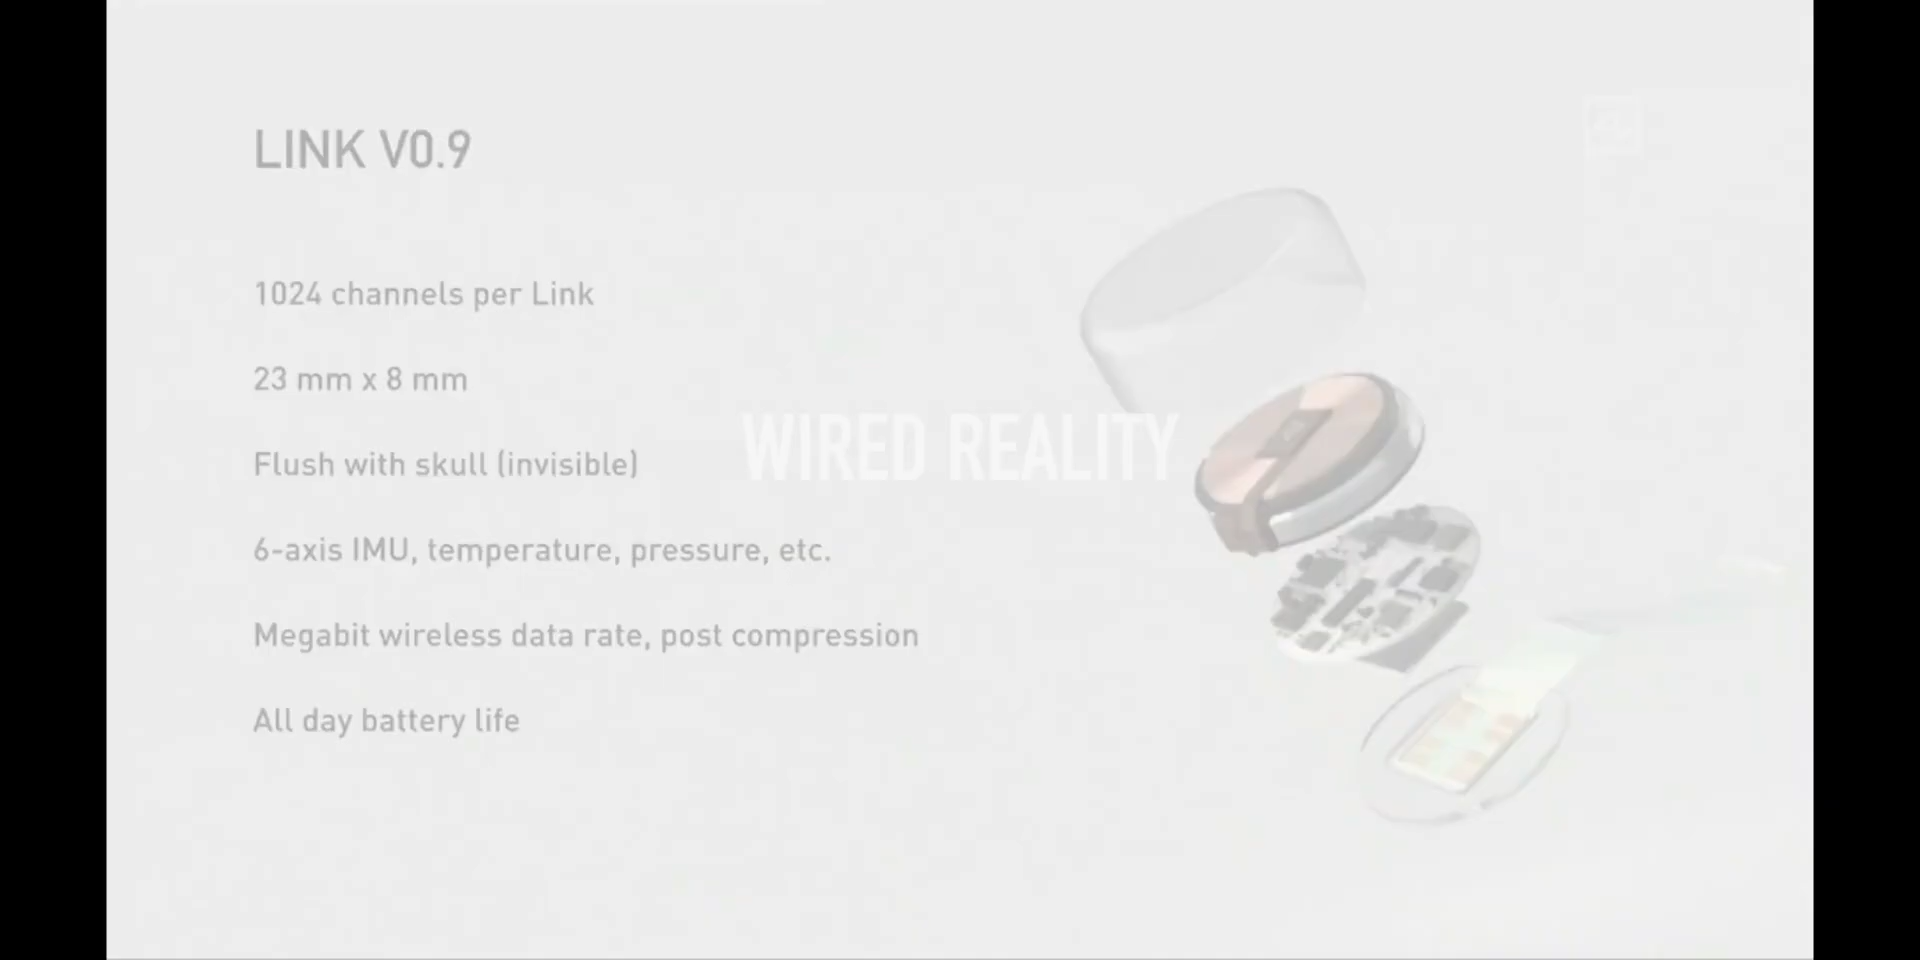 LINK V0.9
1024 channels per Link
23 mm x 8 mm
Flush with skull (invisible)
WIRED REALITY
6-axis IMU, temperature, pressure, etc.
Megabit wireless data rate, post compression
All day battery life